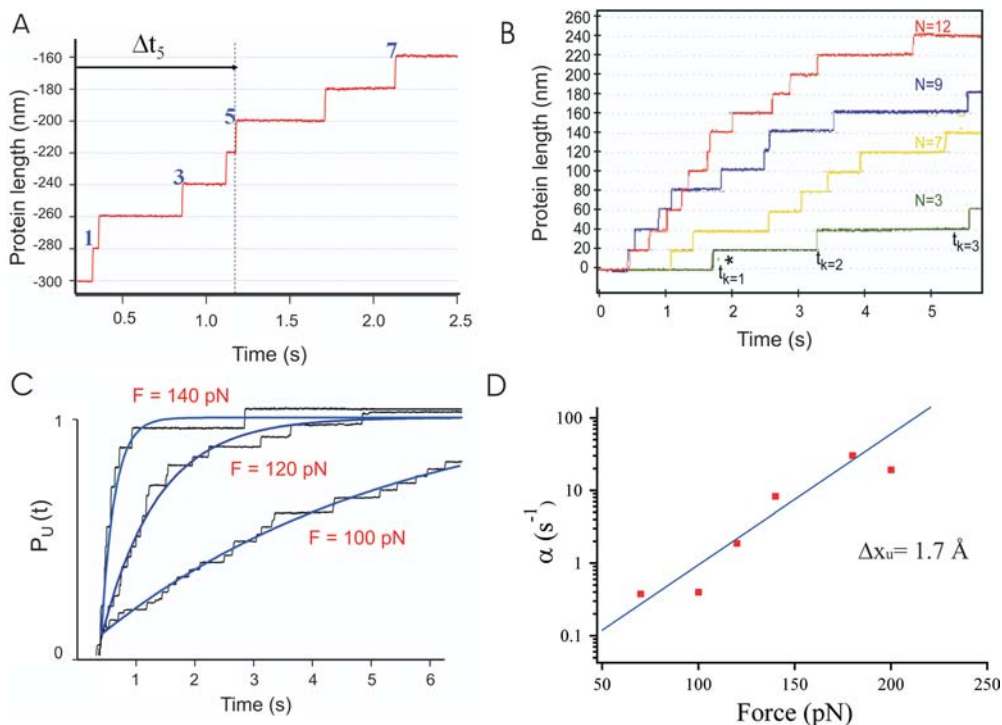 A
Δt5
-160
-180
-200
-220
-240
-260
-280
-300
1
3
5
7
Protein length (nm)
0.5
1.0
1.5
2.0
2.5
Time (s)
B
260
240
220
200
180
160
140
120
100
80
60
40
20
0
Protein length (nm)
N=12
N=9
N=7
N=3
tk=1
*
tk=2
tk=3
0
1
2
3
4
5
Time (s)
C
1
0
PU (t)
F = 140 pN
F = 120 pN
F = 100 pN
1
2
3
4
5
6
Time (s)
D
100
10
1
0.1
α (s-1)
Δxu= 1.7 Å
50
100
150
200
250
Force (pN)